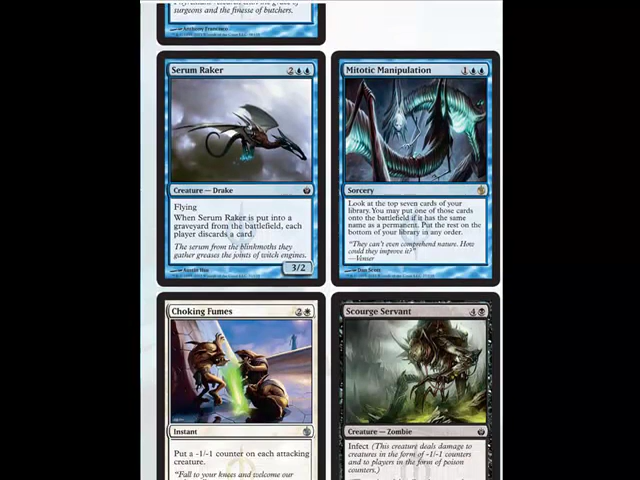 surgeons and the finesse of butchers.
Serum Raker 2
Creature — Drake
Flying
When Serum Raker is put into a
graveyard from the battlefield, each
player discards a card.
The serum from the blinkmoths they
gather greases the joints of witch engines.
3/2
Mitotic Manipulation 1
Sorcery
Look at the top seven cards of your
library. You may put one of those cards
onto the battlefield if it has the same
name as a permanent. Put the rest on the
bottom of your library in any order.
"They can't even comprehend nature. How
could they improve it?"
—Venser
Choking Fumes 2
Instant
Put a -1/-1 counter on each attacking
creature.
"Fall to your knees and welcome our
Scourge Servant 4
Creature — Zombie
Infect (This creature deals damage to
creatures in the form of -1/-1 counters
and to players in the form of poison
counters.)